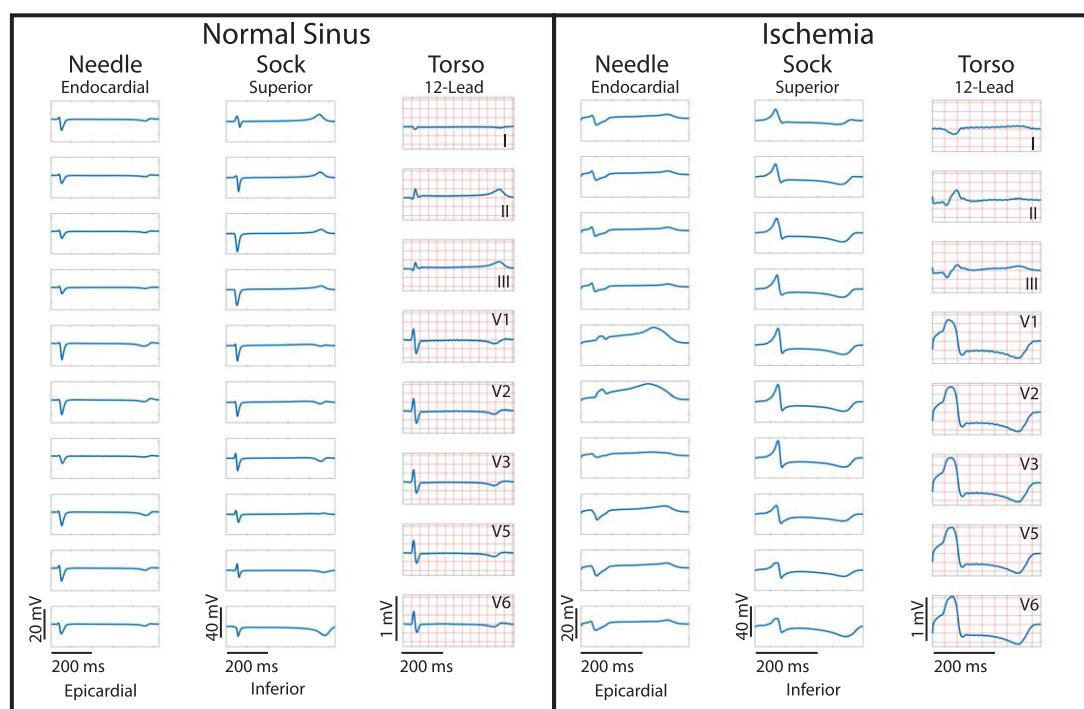 Normal Sinus
Needle
Endocardial
Sock
Superior
Torso
12-Lead
I
II
III
V1
V2
V3
V5
V6
20 mV
40 mV
1 mV
200 ms
200 ms
200 ms
Epicardial
Inferior
Ischemia
Needle
Endocardial
Sock
Superior
Torso
12-Lead
I
II
III
V1
V2
V3
V5
V6
20 mV
40 mV
1 mV
200 ms
200 ms
200 ms
Epicardial
Inferior